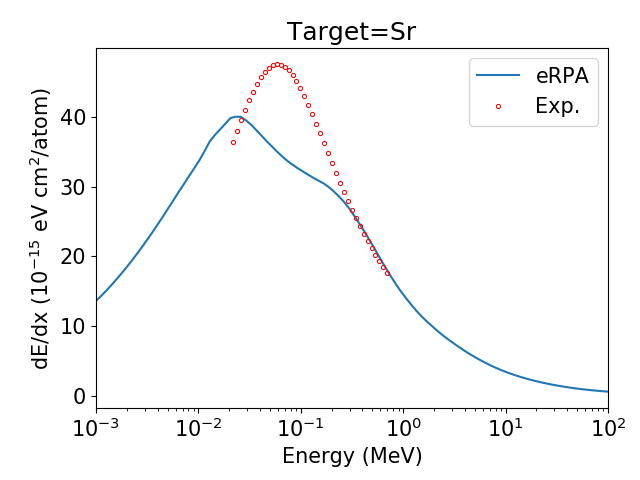 Target=Sr
dE/dx (10⁻¹⁵ eV cm²/atom)
40
30
20
10
0
eRPA
Exp.
10⁻³ 10⁻² 10⁻¹ 10⁰ 10¹ 10²
Energy (MeV)